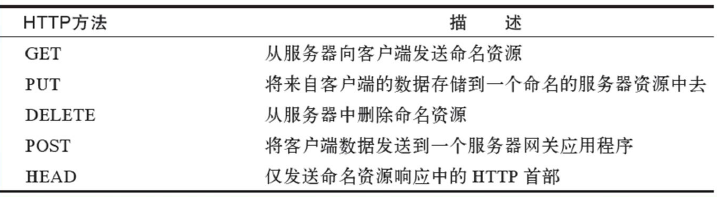 HTTP方法 描 述
GET 从服务器向客户端发送命名资源
PUT 将来自客户端的数据存储到一个命名的服务器资源中去
DELETE 从服务器中删除命名资源
POST 将客户端数据发送到一个服务器网关应用程序
HEAD 仅发送命名资源响应中的 HTTP 首部